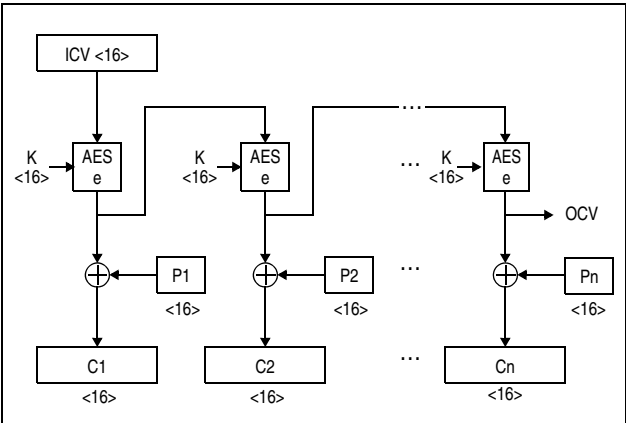 ICV <16>
...
K
<16>
AES
e
K
<16>
AES
e
...
K
<16>
AES
e
OCV
P1
<16>
P2
<16>
...
Pn
<16>
C1
<16>
C2
<16>
...
Cn
<16>